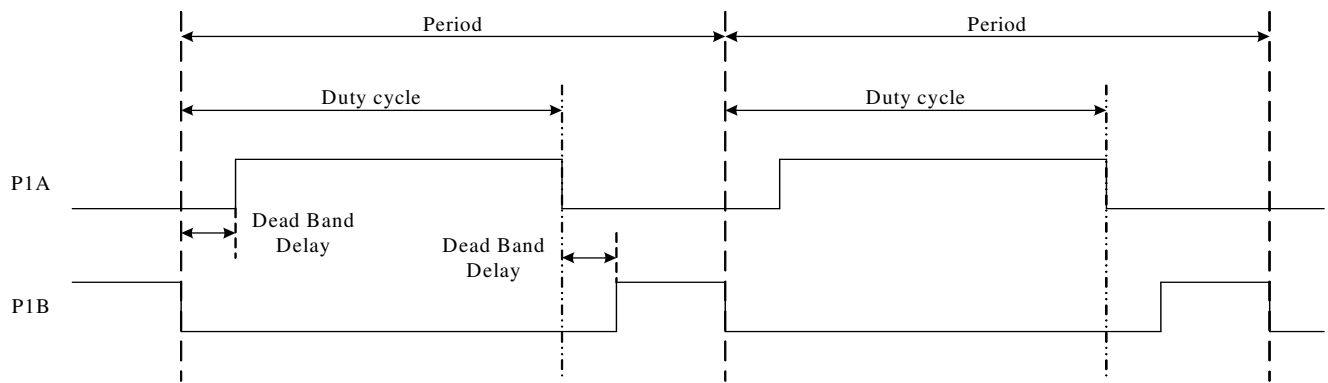 Period
Period
Duty cycle
Duty cycle
P1A
Dead Band
Delay
Dead Band
Delay
P1B